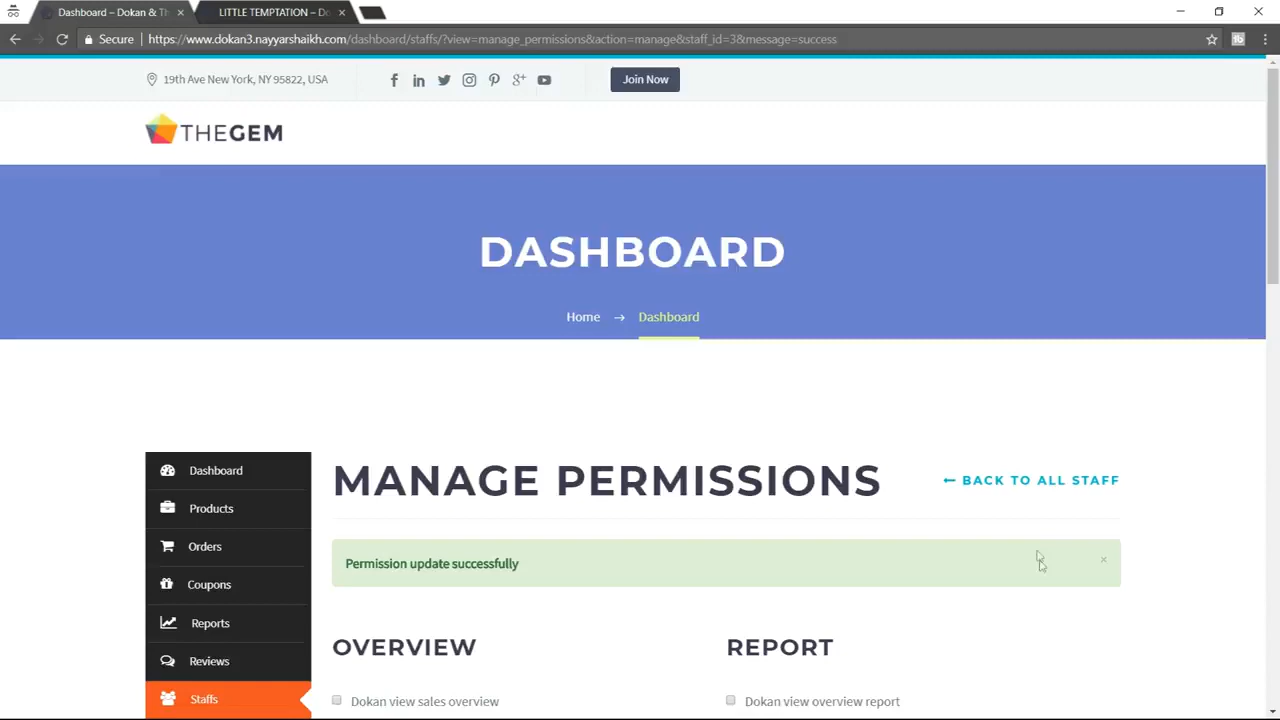 Dashboard – Dokan & Th
LITTLE TEMPTATION – Do
Secure
https://www.dokan3.nayyarshaikh.com/dashboard/staffs/?view=manage_permissions&action=manage&staff_id=3&message=success
19th Ave New York, NY 95822, USA
Join Now
THEGEM
DASHBOARD
Home → Dashboard
Dashboard
Products
Orders
Coupons
Reports
Reviews
Staffs
MANAGE PERMISSIONS
← BACK TO ALL STAFF
Permission update successfully
×
OVERVIEW
Dokan view sales overview
REPORT
Dokan view overview report